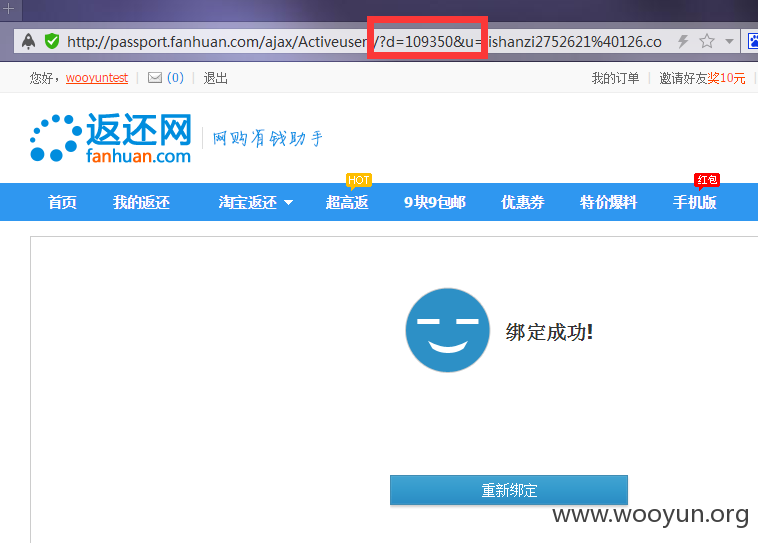 http://passport.fanhuan.com/ajax/Activeuser/?d=109350&u=ishanzi2752621%40126.co
您好，wooyuntest | (0) | 退出 我的订单 | 邀请好友奖10元
返还网 网购省钱助手
fanhuan.com
HOT 红包
首页 我的返还 淘宝返还 超高返 9块9包邮 优惠券 特价爆料 手机版
绑定成功!
重新绑定
www.wooyun.org